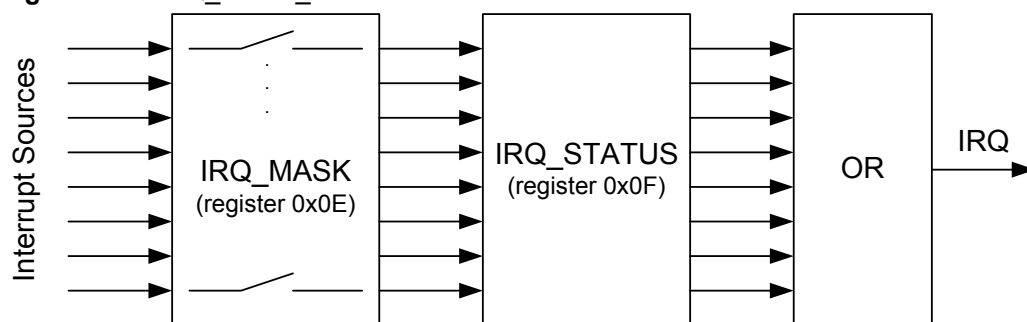 Interrupt Sources
IRQ_MASK
(register 0x0E)
IRQ_STATUS
(register 0x0F)
OR
IRQ